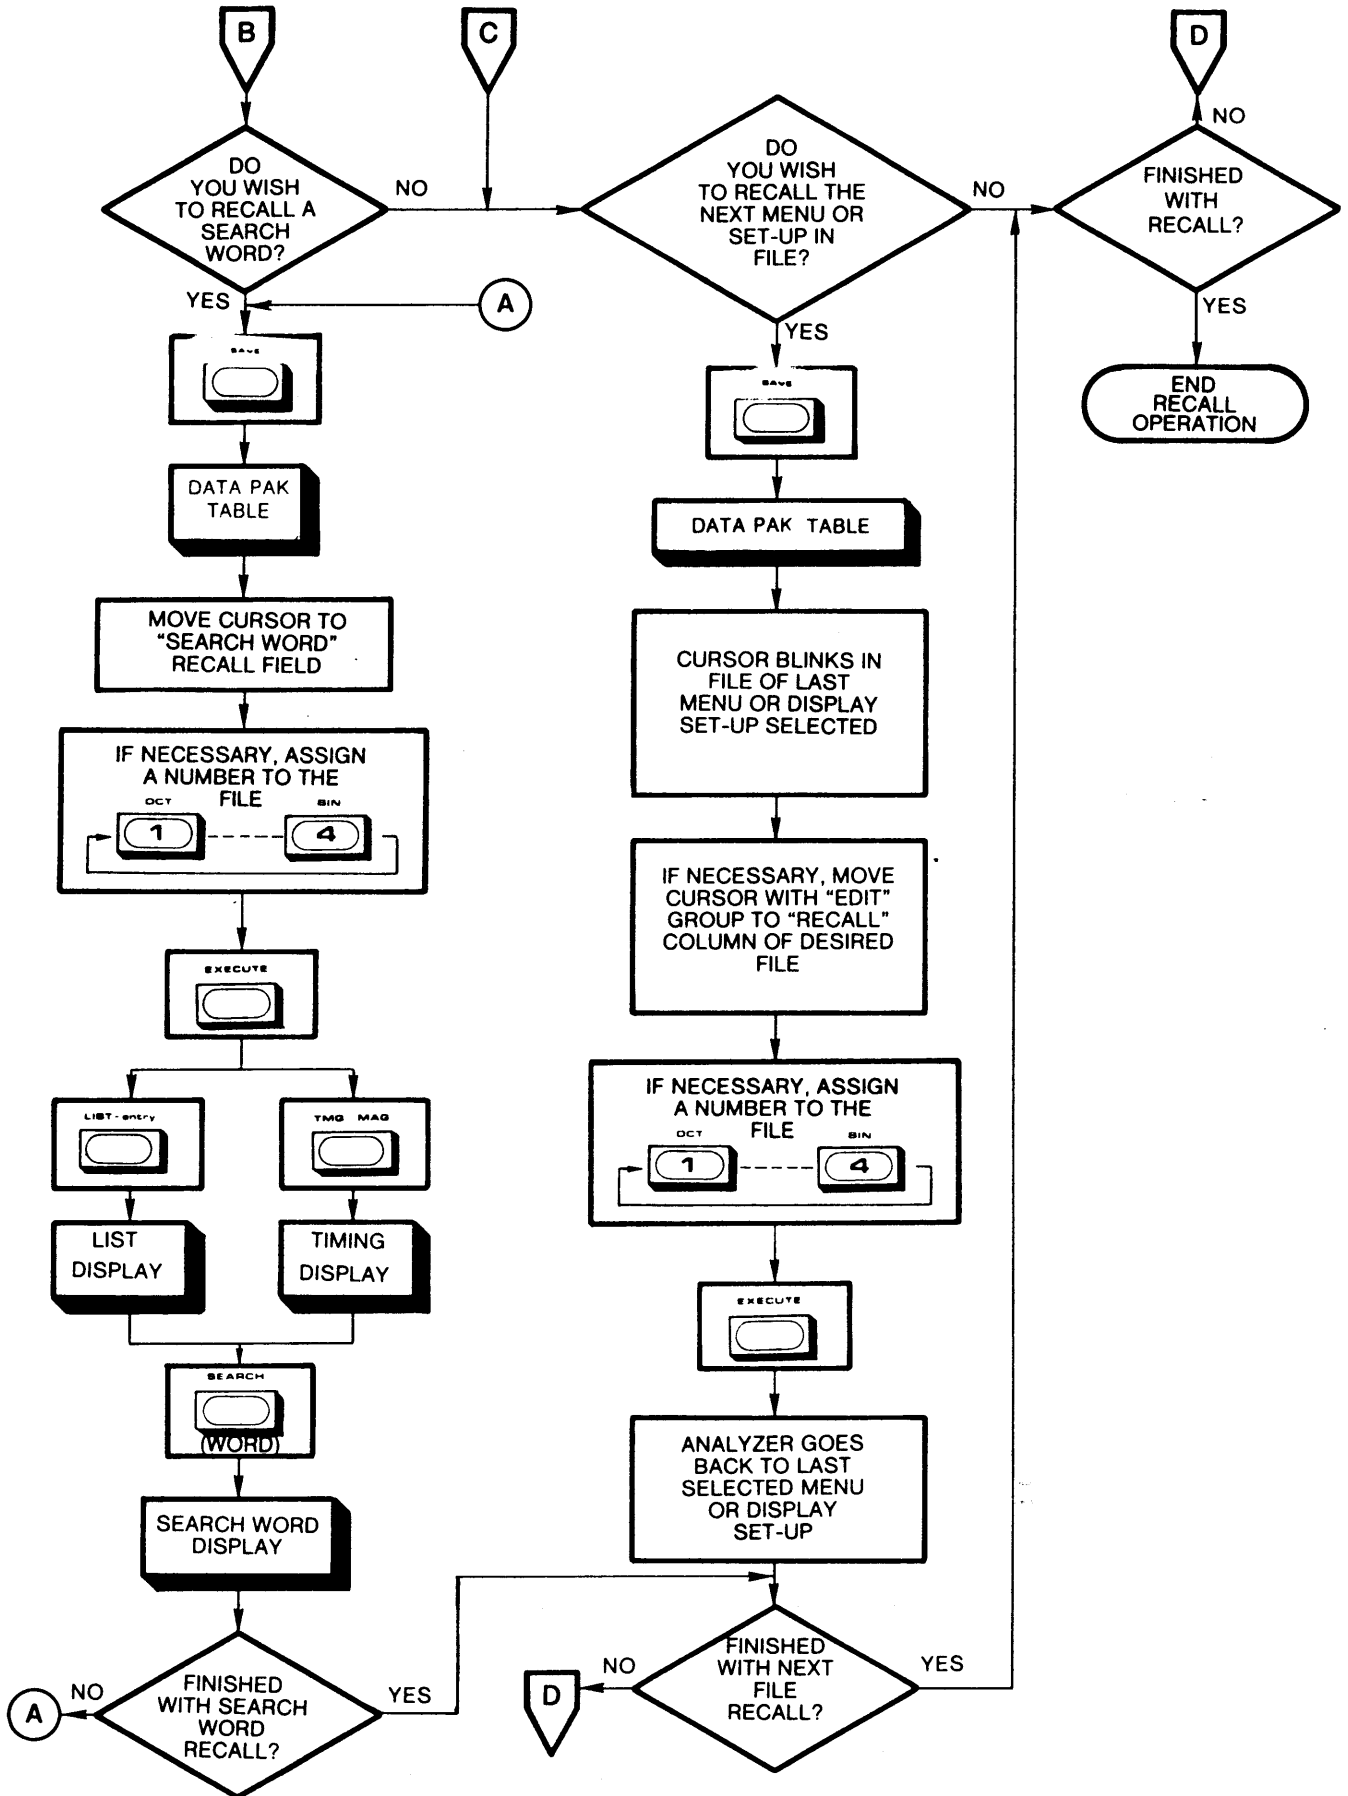 B
C
D
DO
YOU WISH
TO RECALL A
SEARCH
WORD?
NO
YES
A
SAVE
DATA PAK
TABLE
MOVE CURSOR TO
"SEARCH WORD"
RECALL FIELD
IF NECESSARY, ASSIGN
A NUMBER TO THE
FILE
OCT
BIN
1
4
EXECUTE
LIST-entry
TMG MAG
LIST
DISPLAY
TIMING
DISPLAY
SEARCH
(WORD)
SEARCH WORD
DISPLAY
FINISHED
WITH SEARCH
WORD
RECALL?
NO
A
YES
DO
YOU WISH
TO RECALL THE
NEXT MENU OR
SET-UP IN
FILE?
NO
YES
SAVE
DATA PAK TABLE
CURSOR BLINKS IN
FILE OF LAST
MENU OR DISPLAY
SET-UP SELECTED
IF NECESSARY, MOVE
CURSOR WITH "EDIT"
GROUP TO "RECALL"
COLUMN OF DESIRED
FILE
IF NECESSARY, ASSIGN
A NUMBER TO THE
FILE
OCT
BIN
1
4
EXECUTE
ANALYZER GOES
BACK TO LAST
SELECTED MENU
OR DISPLAY
SET-UP
FINISHED
WITH NEXT
FILE
RECALL?
NO
D
YES
NO
FINISHED
WITH
RECALL?
YES
END
RECALL
OPERATION